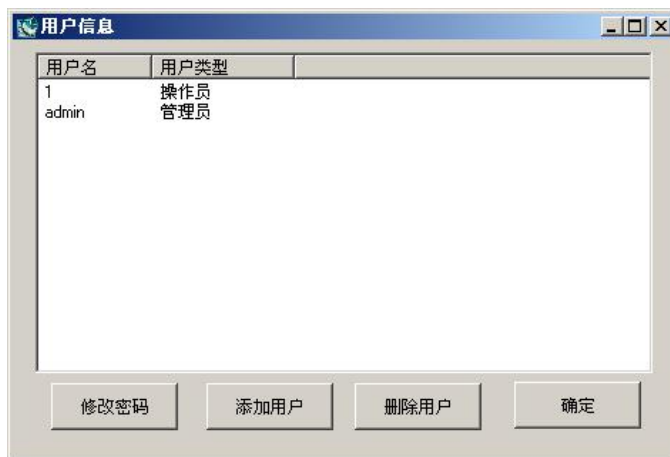 用户信息
用户名 用户类型
1 操作员
admin 管理员
修改密码 添加用户 删除用户 确定